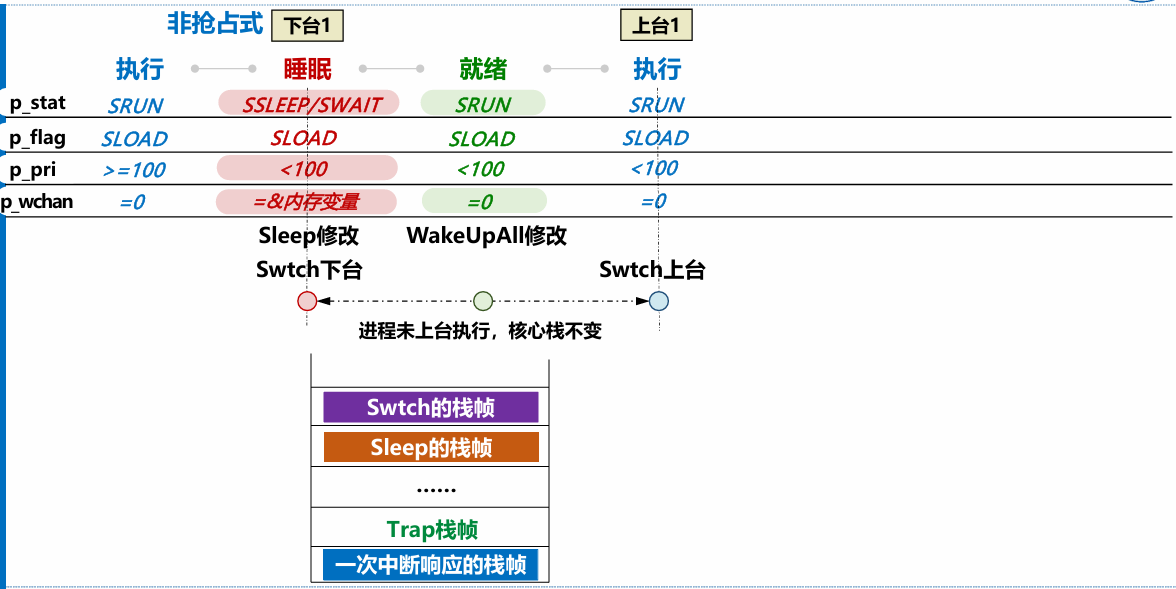 非抢占式 下台1 上台1
执行 睡眠 就绪 执行
p_stat SRUN SSLEEP/SWAIT SRUN SRUN
p_flag SLOAD SLOAD SLOAD SLOAD
p_pri >=100 <100 <100 <100
p_wchan =0 =&内存变量 =0 =0
Sleep修改 WakeUpAll修改
Swtch下台 Swtch上台
进程未上台执行，核心栈不变
Swtch的栈帧
Sleep的栈帧
......
Trap栈帧
一次中断响应的栈帧